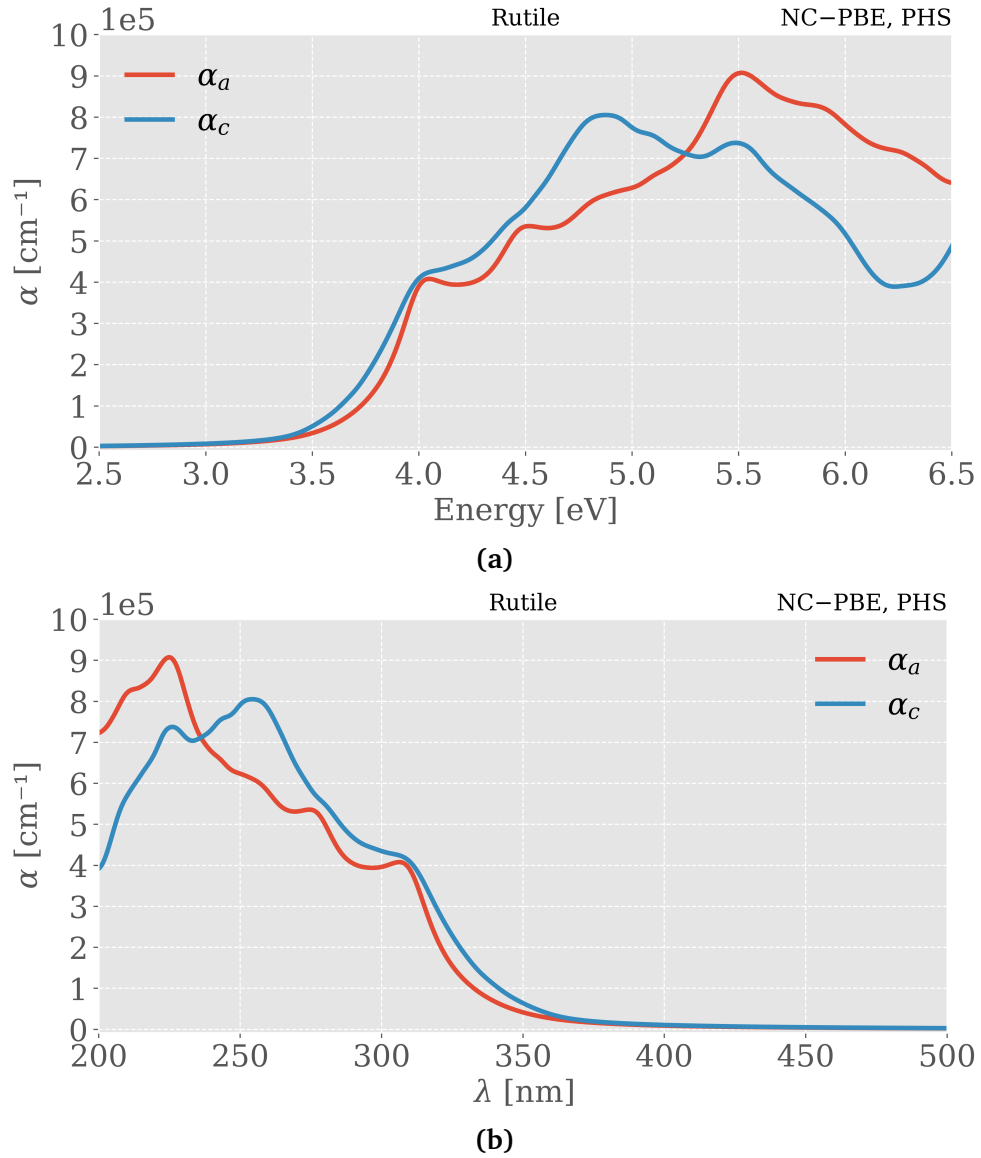 1e5 Rutile NC−PBE, PHS
10
9
8
7
6
5
4
3
2
1
0
α [cm⁻¹]
α_a
α_c
2.5 3.0 3.5 4.0 4.5 5.0 5.5 6.0 6.5
Energy [eV]
(a)
1e5 Rutile NC−PBE, PHS
10
9
8
7
6
5
4
3
2
1
0
α [cm⁻¹]
α_a
α_c
200 250 300 350 400 450 500
λ [nm]
(b)